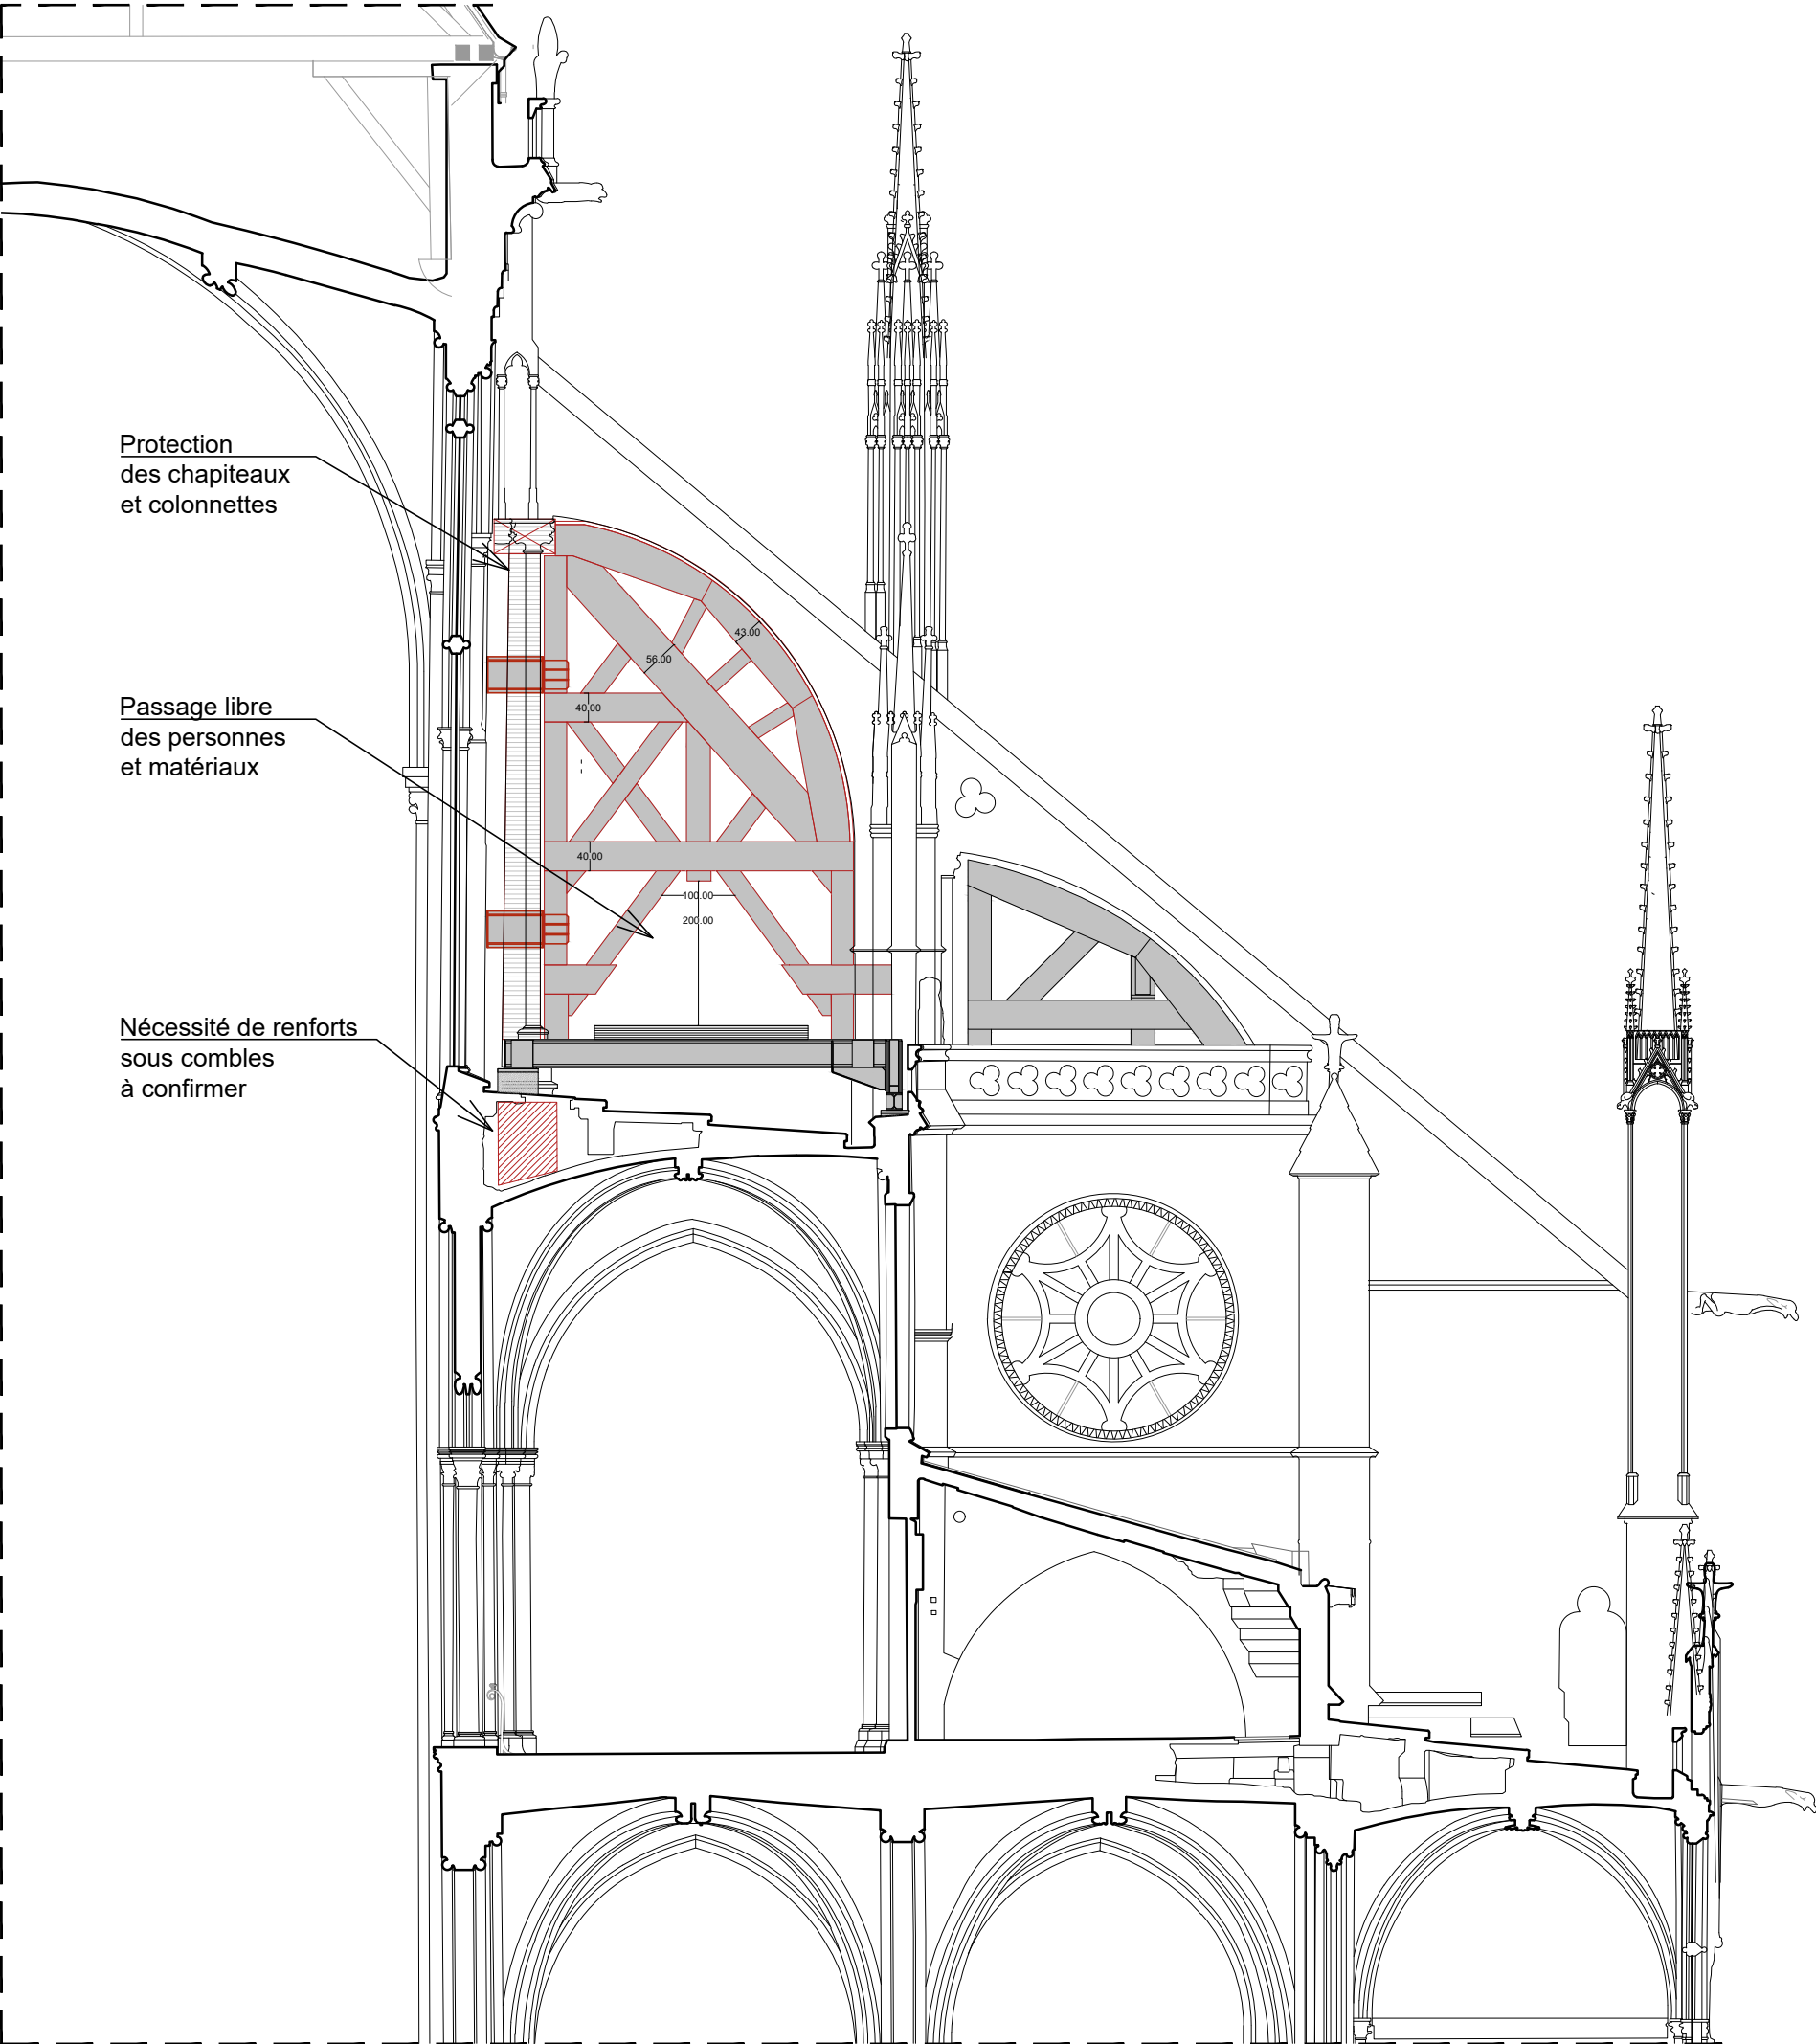 Protection
des chapiteaux
et colonnettes
43.00
56.00
40.00
Passage libre
des personnes
et matériaux
40.00
100.00
200.00
Nécessité de renforts
sous combles
à confirmer